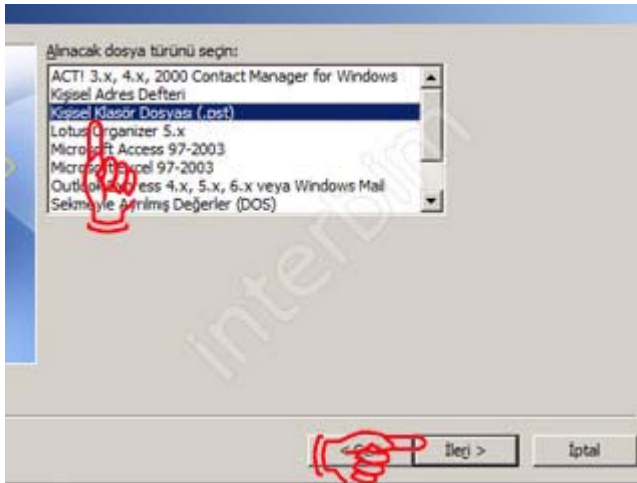 Alınacak dosya türünü seçin:
ACT! 3.x, 4.x, 2000 Contact Manager for Windows
Kişisel Adres Defteri
Kişisel Klasör Dosyası (.pst)
Lotus Organizer 5.x
Microsoft Access 97-2003
Microsoft Excel 97-2003
Outlook Express 4.x, 5.x, 6.x veya Windows Mail
Sekmeyle Ayrılmış Değerler (DOS)
interbilim
< İleri > İptal